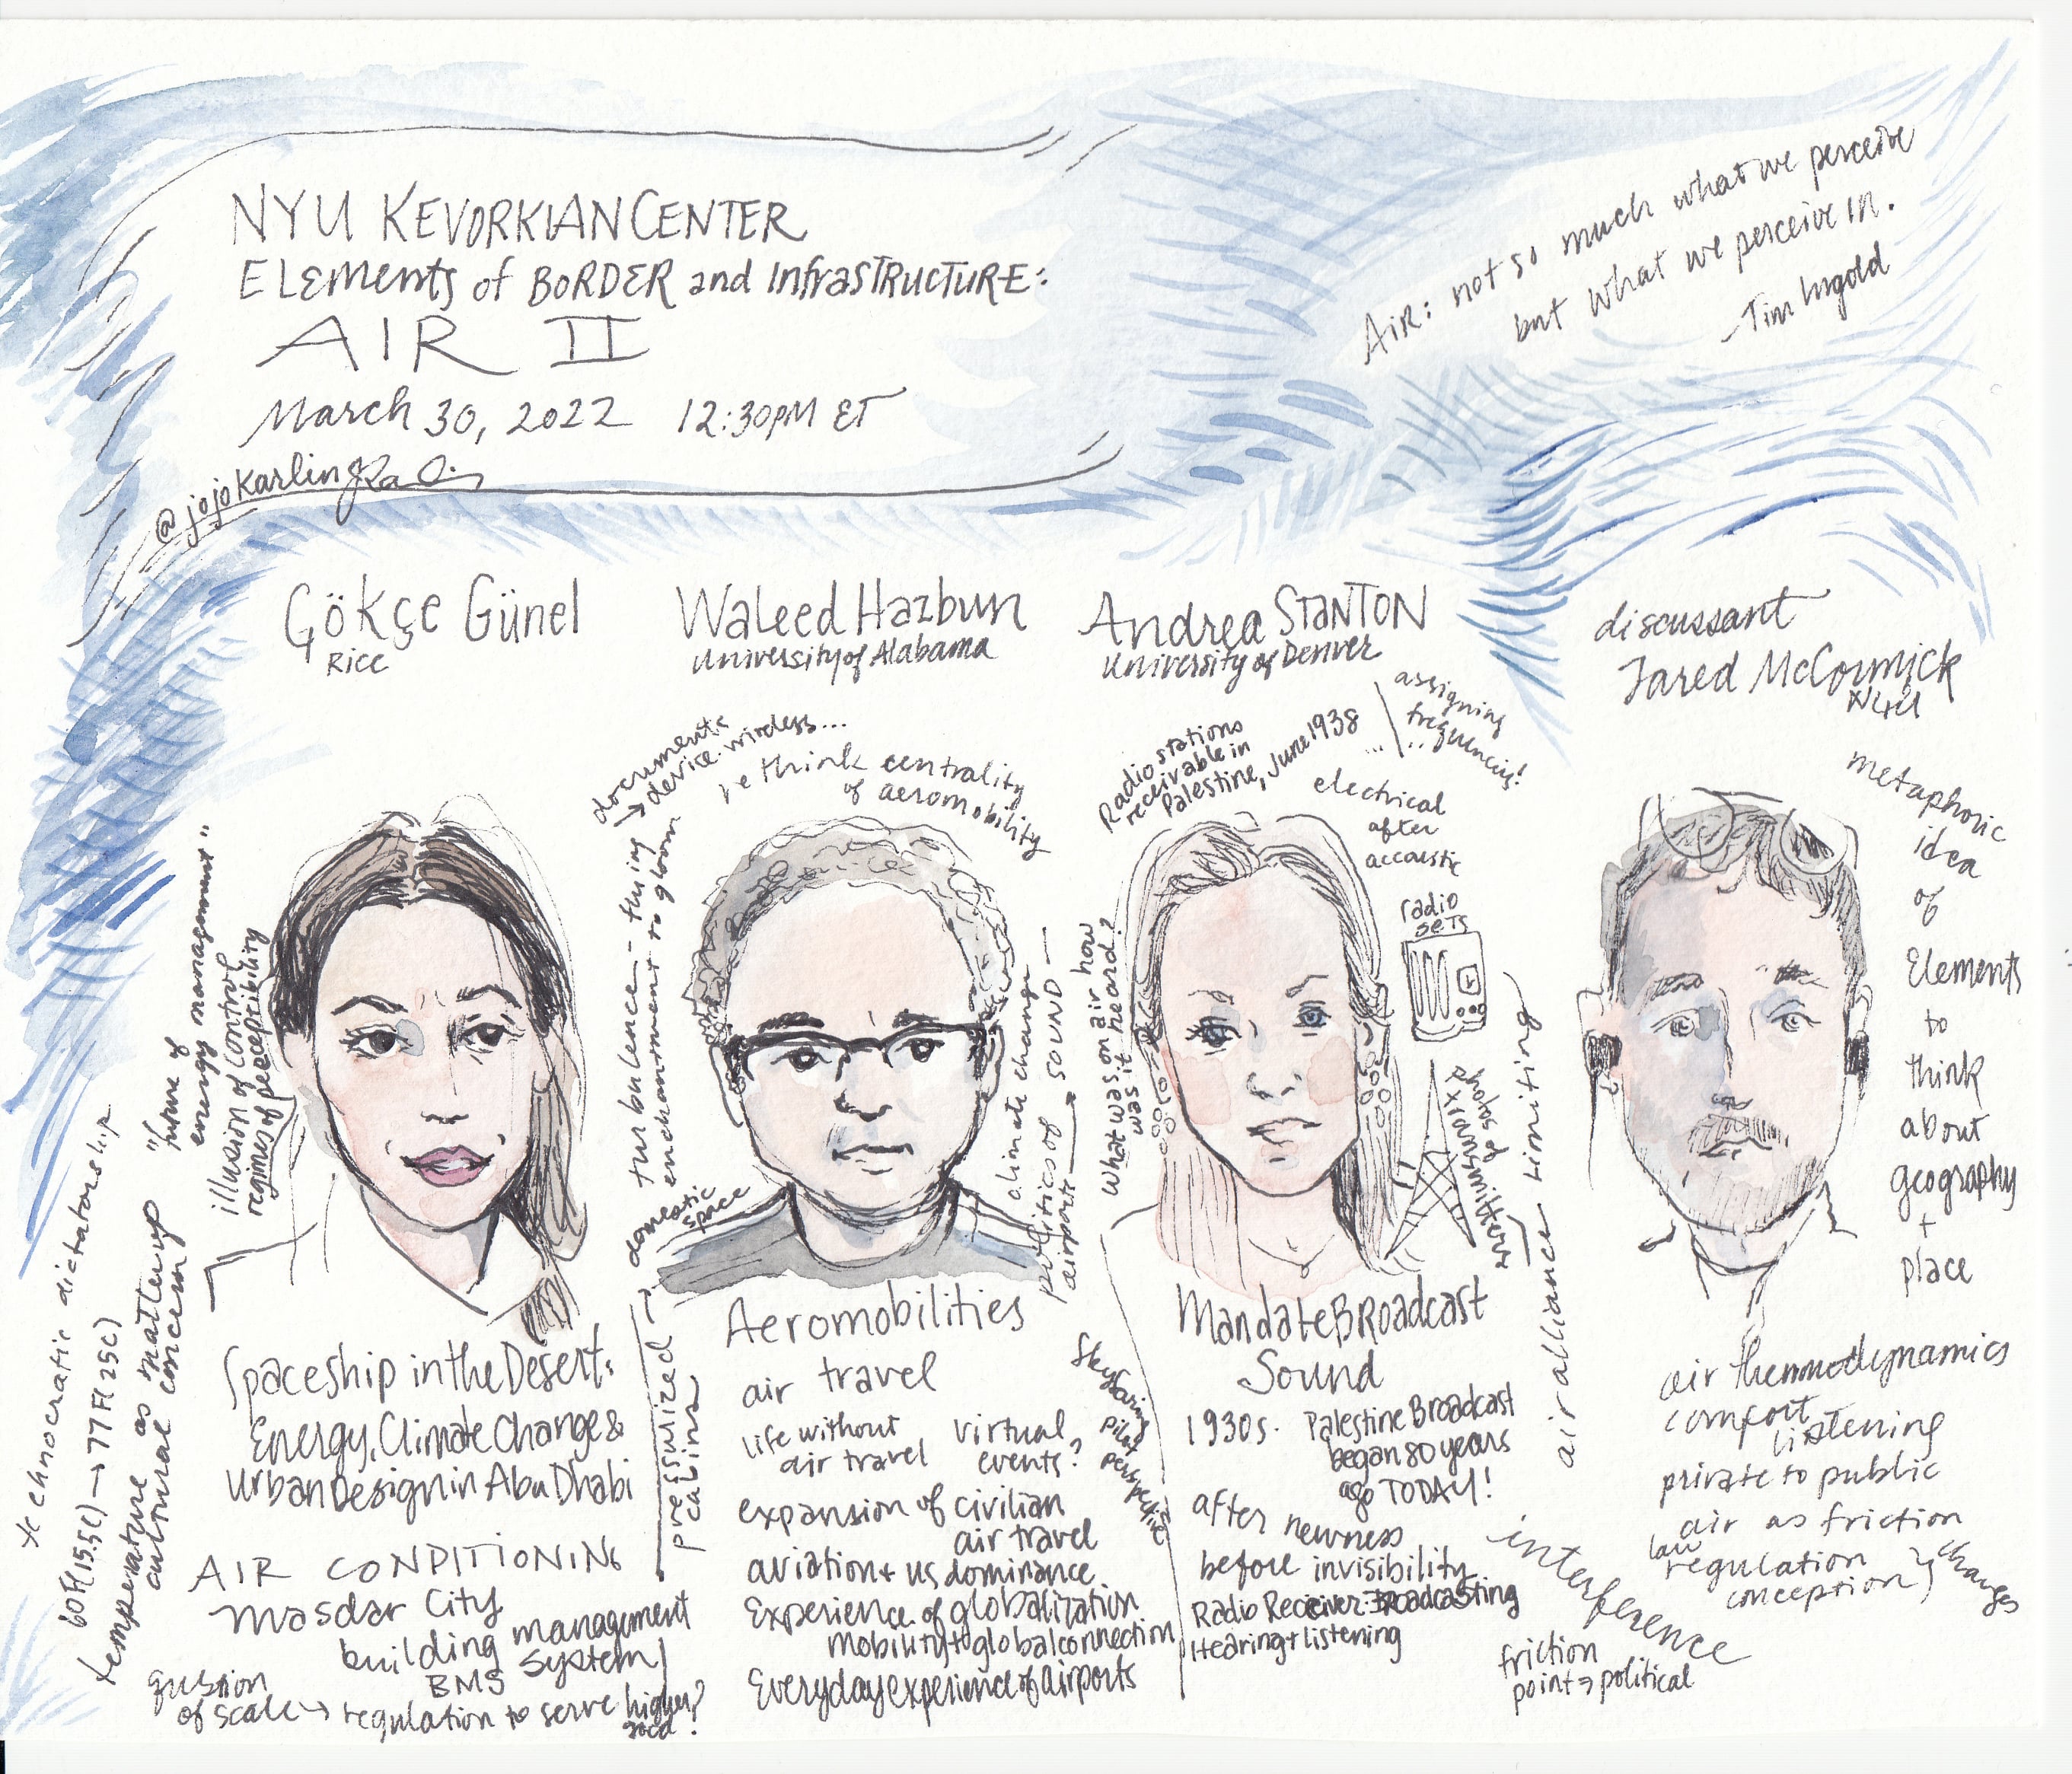 NYU KEVORKIAN CENTER
ELEMENTS of BORDER and INFRASTRUCTURE:
AIR II
March 30, 2022 12:30PM ET
@jojoKarlin
AIR: not so much what we perceive
but what we perceive in.
-Tim Ingold
Gökçe Günel
Rice
"future of
energy management"
illusion of control
regimes of perceptibility
technocratic dictatorship
60F(15.5C) → 77F(25C)
temperature as matter up
cultural concern
Spaceship in the Desert:
Energy, Climate Change &
Urban Design in Abu Dhabi
AIR CONDITIONING
Masdar City
building management
BMS system
qustion
of scale → regulation to serve higher
good?
Waleed Hazbun
University of Alabama
documents
→ device. wireless...
rethink centrality
of aeromobility
turbulence - thing
enchantment to gloom
domestic
space
pressurized
cabins
climate change
politics of
airports → SOUND -
Aeromobilities
air travel
life without
air travel
virtual
events?
skyfaring
pilot
perspective
expansion of civilian
air travel
aviation + US dominance
Experience of globalization
mobility + global connection
Everyday experience of airports
Andrea STANTON
University of Denver
Radio stations
receivable in
Palestine, June 1938
...
assigning
frequencies!
electrical
after
accoustic
radio
sets
What was on air how
was it heard?
photos of
transmitters
Mandate Broadcast
Sound
1930s. Palestine Broadcast
began 80 years
ago TODAY!
after newness
before invisibility
Radio Receiver Broadcasting
Hearing + listening
air alliance limiting
interference
friction
point → political
discussant
Jared McCormick
NYU
metaphoric
idea
of
Elements
to
think
about
geography
+
place
air thermodynamics
comfort
listening
private to public
air as friction
law
regulation
conception } changes